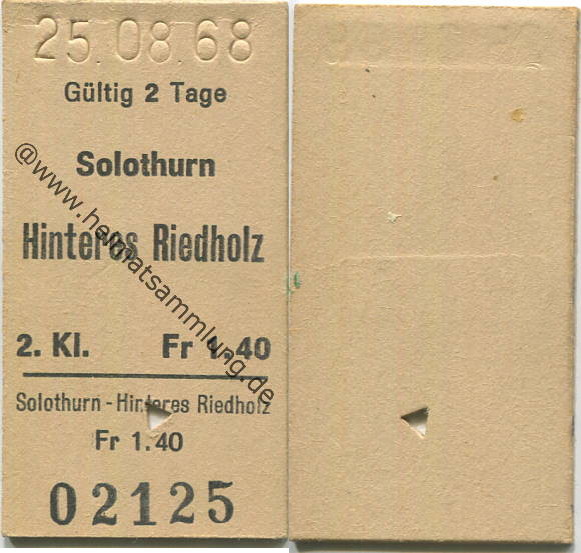 25.08.68
Gültig 2 Tage
Solothurn
Hinteres Riedholz
2. Kl. Fr 1.40
Solothurn - Hinteres Riedholz
Fr 1.40
02125
@www.heimatsammlung.de